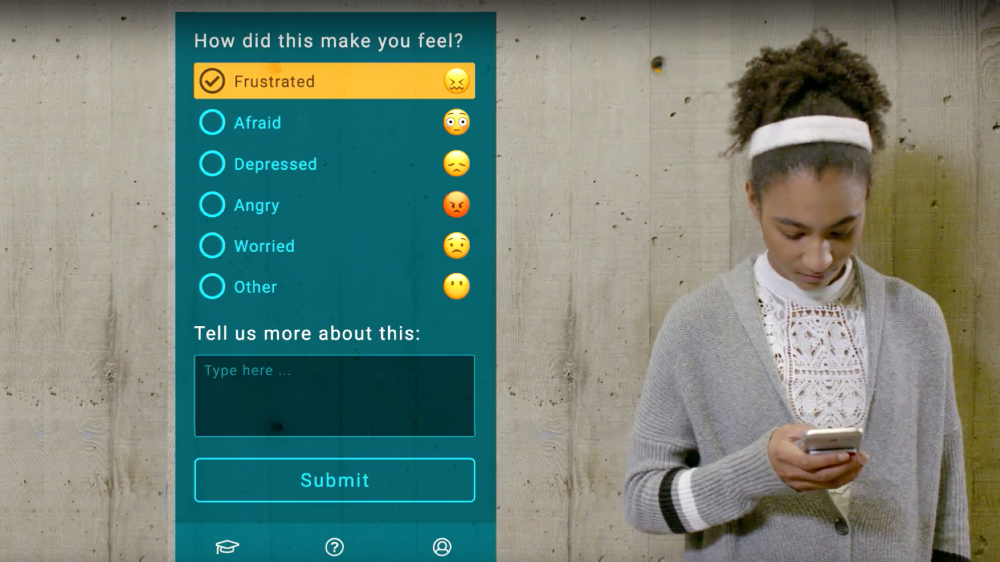 How did this make you feel?
Frustrated
Afraid
Depressed
Angry
Worried
Other
Tell us more about this:
Type here ...
Submit
?